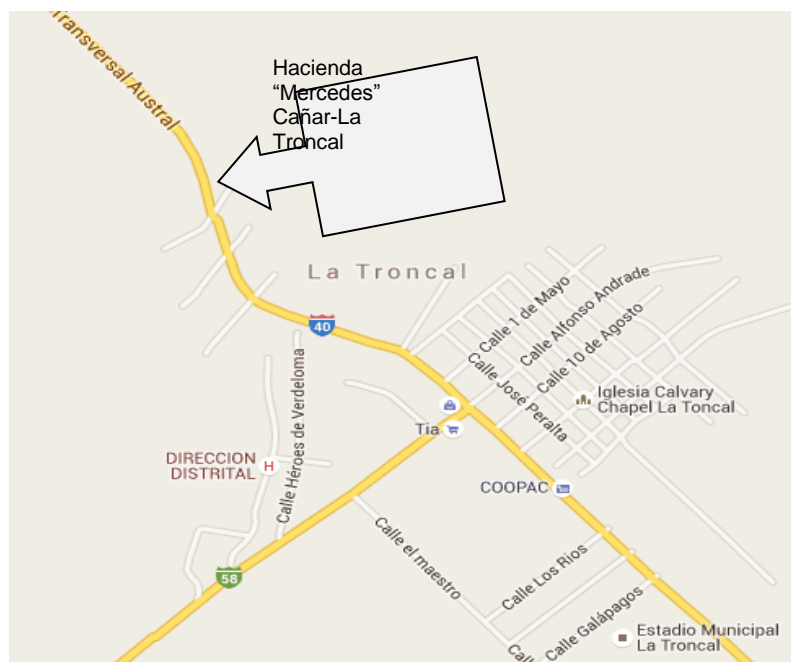 Transversal Austral
Hacienda
“Mercedes”
Cañar-La
Troncal
La Troncal
40
Calle 1 de Mayo
Calle Alfonso Andrade
Calle 10 de Agosto
Calle José Peralta
Calle Héroes de Verdeloma
Iglesia Calvary
Chapel La Toncal
Tia
DIRECCION
DISTRITAL
H
COOPAC
58
Calle el maestro
Calle Los Rios
Calle Galápagos
Estadio Municipal
La Troncal